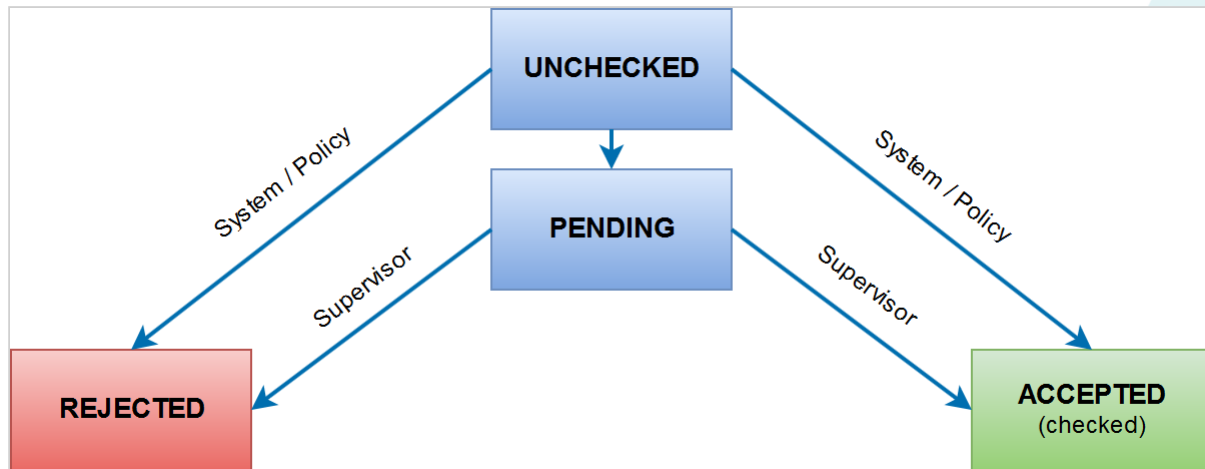 UNCHECKED
System / Policy
System / Policy
PENDING
Supervisor
Supervisor
REJECTED
ACCEPTED
(checked)